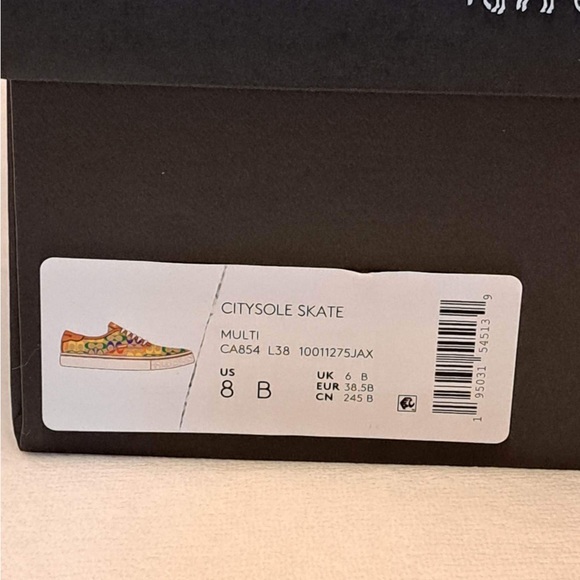 CITYSOLE SKATE
MULTI
CA854 L38 10011275JAX
US
8 B
UK 6 B
EUR 38,5B
CN 245 B
1 95031 54513 9